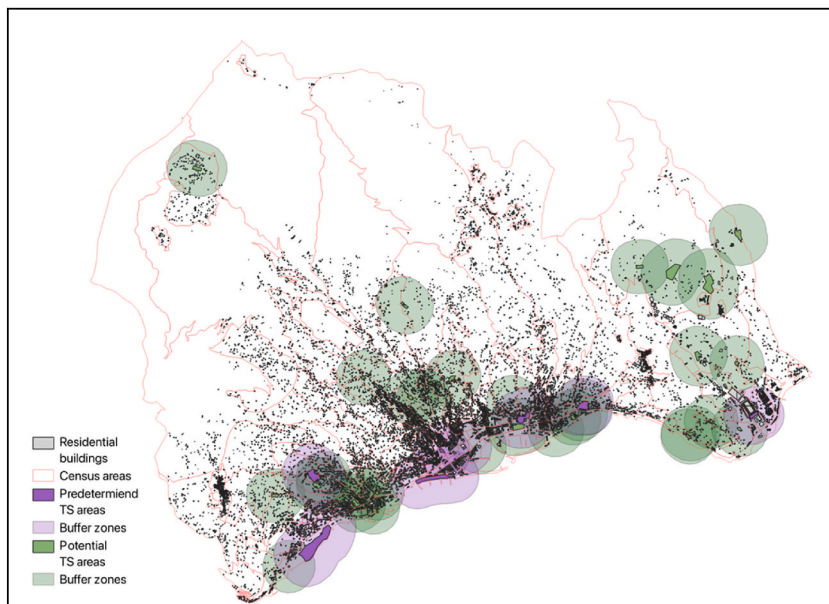 Residential
buildings
Census areas
Predetermiend
TS areas
Buffer zones
Potential
TS areas
Buffer zones